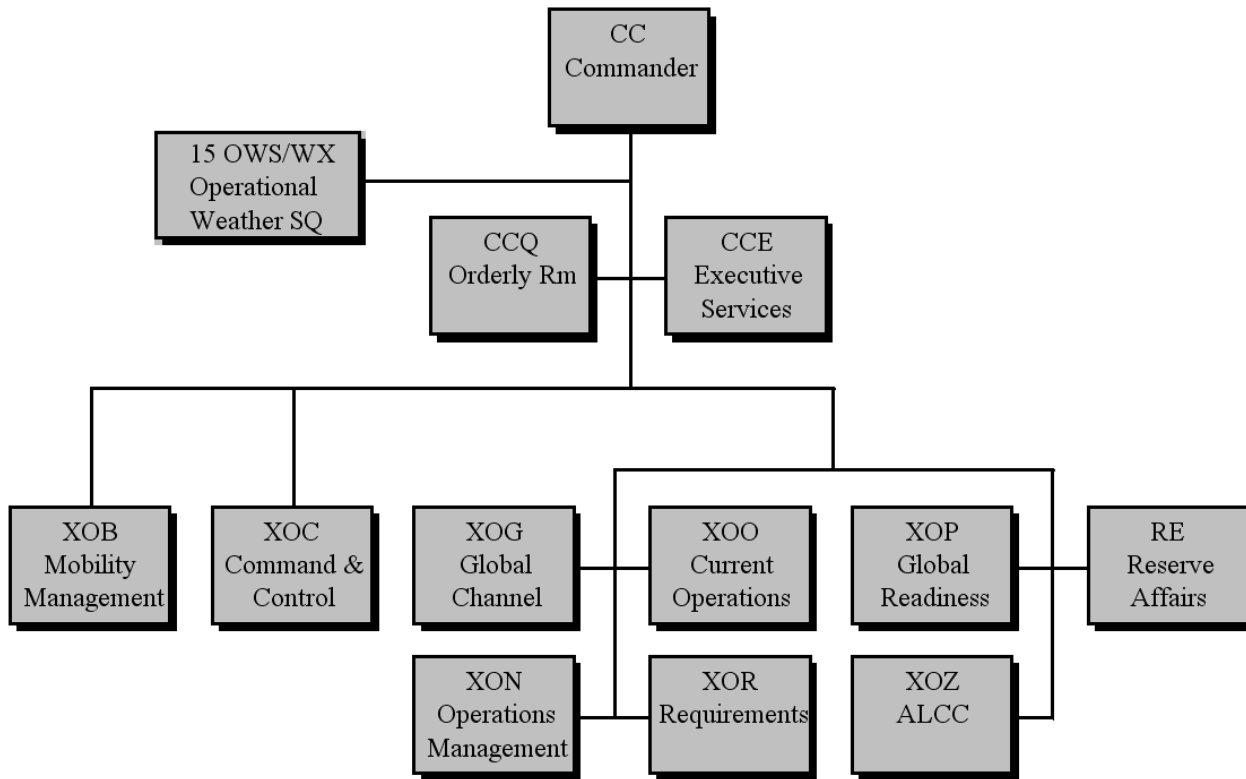 CC
Commander
15 OWS/WX
Operational
Weather SQ
CCQ
Orderly Rm
CCE
Executive
Services
XOB
Mobility
Management
XOC
Command &
Control
XOG
Global
Channel
XOO
Current
Operations
XOP
Global
Readiness
RE
Reserve
Affairs
XON
Operations
Management
XOR
Requirements
XOZ
ALCC